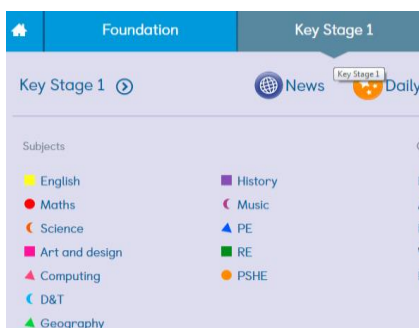 Foundation Key Stage 1
Key Stage 1 News Daily
Key Stage 1
Subjects
English History
Maths Music
Science PE
Art and design RE
Computing PSHE
D&T
Geography